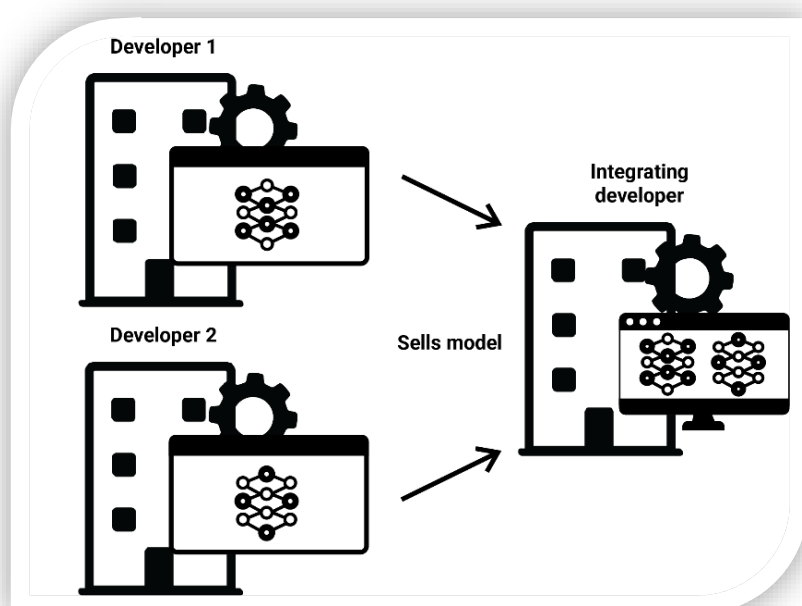 Developer 1
Integrating
developer
Developer 2
Sells model